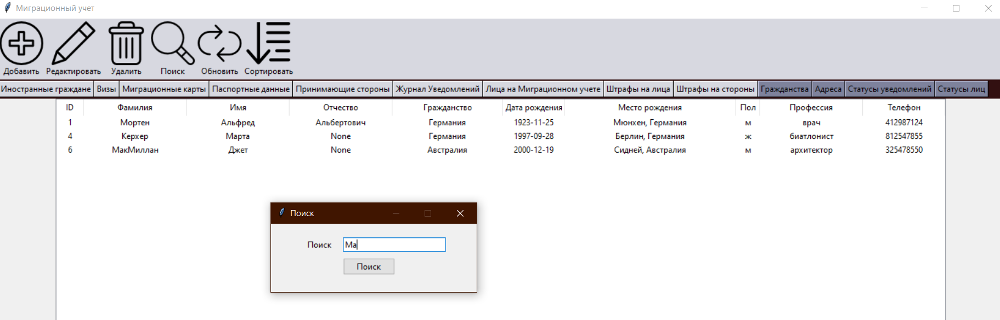 Миграционный учет
Добавить Редактировать Удалить Поиск Обновить Сортировать
Иностранные граждане Визы Миграционные карты Паспортные данные Принимающие стороны Журнал Уведомлений Лица на Миграционном учете Штрафы на лица Штрафы на стороны Гражданства Адреса Статусы уведомлений Статусы лиц
ID Фамилия Имя Отчество Гражданство Дата рождения Место рождения Пол Профессия Телефон
1 Мортен Альфред Альбертович Германия 1923-11-25 Мюнхен, Германия м врач 412987124
4 Керхер Марта None Германия 1997-09-28 Берлин, Германия ж биатлонист 812547855
6 МакМиллан Джет None Австралия 2000-12-19 Сидней, Австралия м архитектор 325478550
Поиск
Поиск Ма
Поиск